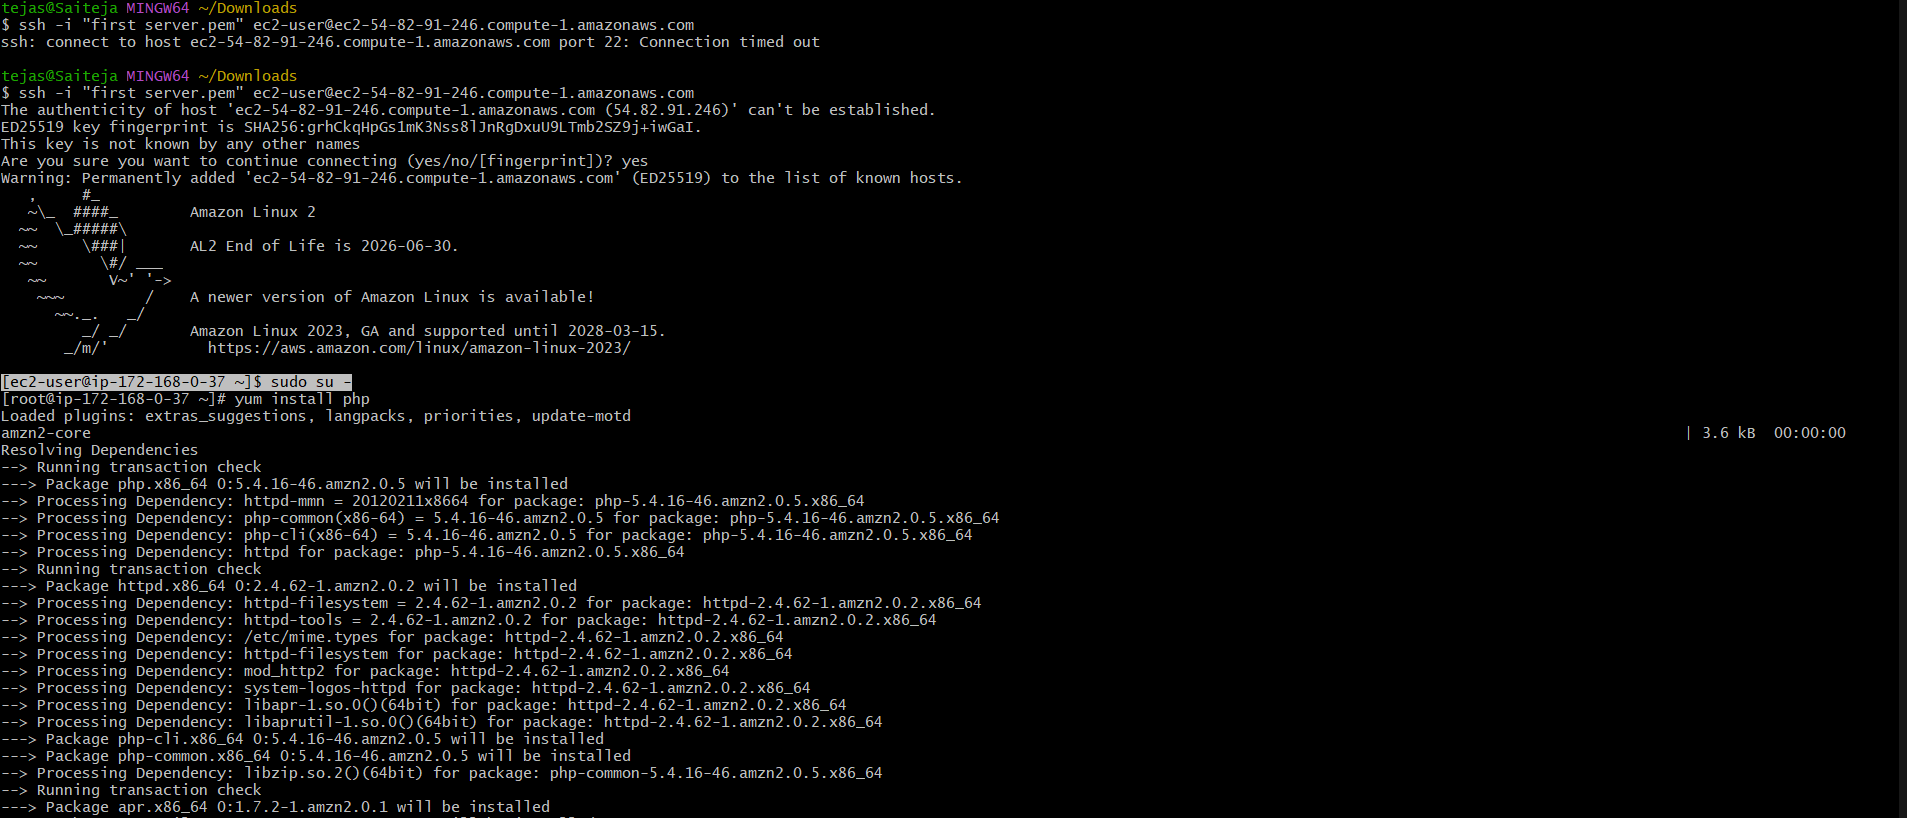 tejas@Saiteja MINGW64 ~/Downloads
$ ssh -i "first server.pem" ec2-user@ec2-54-82-91-246.compute-1.amazonaws.com
ssh: connect to host ec2-54-82-91-246.compute-1.amazonaws.com port 22: Connection timed out
tejas@Saiteja MINGW64 ~/Downloads
$ ssh -i "first server.pem" ec2-user@ec2-54-82-91-246.compute-1.amazonaws.com
The authenticity of host 'ec2-54-82-91-246.compute-1.amazonaws.com (54.82.91.246)' can't be established.
ED25519 key fingerprint is SHA256:grhCkqHpGs1mK3Nss8lJnRgDxuU9LTmb2SZ9j+iwGaI.
This key is not known by any other names
Are you sure you want to continue connecting (yes/no/[fingerprint])? yes
Warning: Permanently added 'ec2-54-82-91-246.compute-1.amazonaws.com' (ED25519) to the list of known hosts.
   ,     #_
   ~\_  ####_        Amazon Linux 2
  ~~  \_#####\
  ~~     \###|       AL2 End of Life is 2026-06-30.
  ~~       \#/ ___
   ~~       V~' '->
    ~~~         /    A newer version of Amazon Linux is available!
      ~~._.   _/
         _/ _/       Amazon Linux 2023, GA and supported until 2028-03-15.
       _/m/'           https://aws.amazon.com/linux/amazon-linux-2023/
[ec2-user@ip-172-168-0-37 ~]$ sudo su -
[root@ip-172-168-0-37 ~]# yum install php
Loaded plugins: extras_suggestions, langpacks, priorities, update-motd
amzn2-core | 3.6 kB  00:00:00
Resolving Dependencies
--> Running transaction check
---> Package php.x86_64 0:5.4.16-46.amzn2.0.5 will be installed
--> Processing Dependency: httpd-mmn = 20120211x8664 for package: php-5.4.16-46.amzn2.0.5.x86_64
--> Processing Dependency: php-common(x86-64) = 5.4.16-46.amzn2.0.5 for package: php-5.4.16-46.amzn2.0.5.x86_64
--> Processing Dependency: php-cli(x86-64) = 5.4.16-46.amzn2.0.5 for package: php-5.4.16-46.amzn2.0.5.x86_64
--> Processing Dependency: httpd for package: php-5.4.16-46.amzn2.0.5.x86_64
--> Running transaction check
---> Package httpd.x86_64 0:2.4.62-1.amzn2.0.2 will be installed
--> Processing Dependency: httpd-filesystem = 2.4.62-1.amzn2.0.2 for package: httpd-2.4.62-1.amzn2.0.2.x86_64
--> Processing Dependency: httpd-tools = 2.4.62-1.amzn2.0.2 for package: httpd-2.4.62-1.amzn2.0.2.x86_64
--> Processing Dependency: /etc/mime.types for package: httpd-2.4.62-1.amzn2.0.2.x86_64
--> Processing Dependency: httpd-filesystem for package: httpd-2.4.62-1.amzn2.0.2.x86_64
--> Processing Dependency: mod_http2 for package: httpd-2.4.62-1.amzn2.0.2.x86_64
--> Processing Dependency: system-logos-httpd for package: httpd-2.4.62-1.amzn2.0.2.x86_64
--> Processing Dependency: libapr-1.so.0()(64bit) for package: httpd-2.4.62-1.amzn2.0.2.x86_64
--> Processing Dependency: libaprutil-1.so.0()(64bit) for package: httpd-2.4.62-1.amzn2.0.2.x86_64
---> Package php-cli.x86_64 0:5.4.16-46.amzn2.0.5 will be installed
---> Package php-common.x86_64 0:5.4.16-46.amzn2.0.5 will be installed
--> Processing Dependency: libzip.so.2()(64bit) for package: php-common-5.4.16-46.amzn2.0.5.x86_64
--> Running transaction check
---> Package apr.x86_64 0:1.7.2-1.amzn2.0.1 will be installed